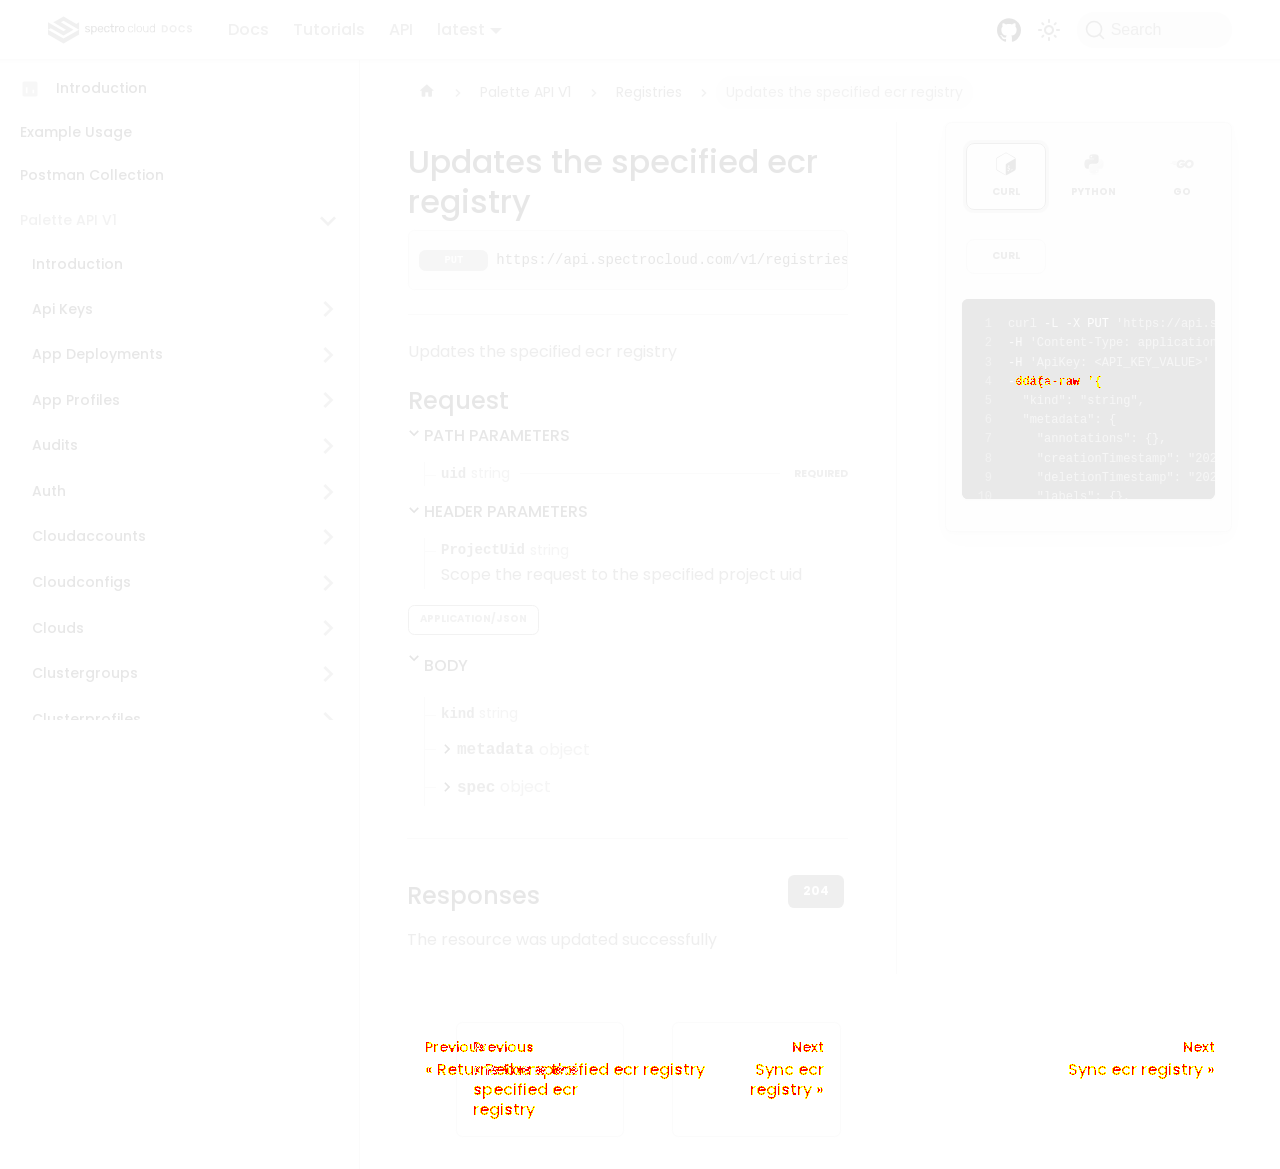 spectro cloud DOCS Docs Tutorials API latest Search
Introduction
Example Usage
Postman Collection
Palette API V1
Introduction
Api Keys
App Deployments
App Profiles
Audits
Auth
Cloudaccounts
Cloudconfigs
Clouds
Clustergroups
Clusterprofiles
Palette API V1 Registries Updates the specified ecr registry
Updates the specified ecr
registry
PUT https://api.spectrocloud.com/v1/registries
Updates the specified ecr registry
Request
PATH PARAMETERS
uid string REQUIRED
HEADER PARAMETERS
ProjectUid string
Scope the request to the specified project uid
APPLICATION/JSON
BODY
kind string
metadata object
spec object
Responses
204
The resource was updated successfully
CURL PYTHON GO
CURL
1 curl -L -X PUT 'https://api.s
2 -H 'Content-Type: application
3 -H 'ApiKey: <API_KEY_VALUE>'
4
5 "kind": "string",
6 "metadata": {
7 "annotations": {},
8 "creationTimestamp": "202
9 "deletionTimestamp": "202
10 "labels": {},
Previous Previous Next Next
specified ecr registry
Sync ecr Sync ecr registry »
specified ecr registry »
registry